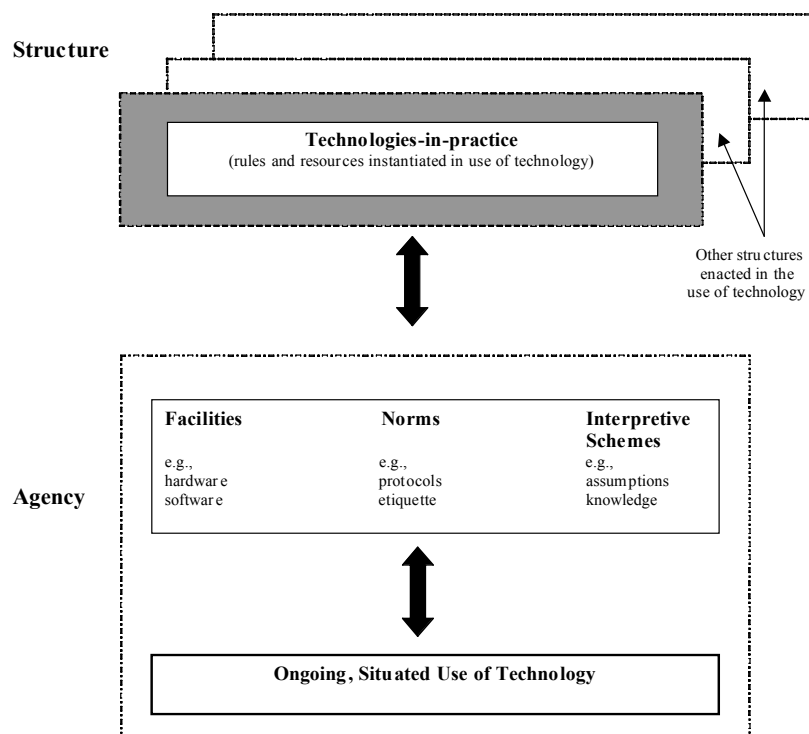 Structure
Technologies-in-practice
(rules and resources instantiated in use of technology)
Other structures
enacted in the
use of technology
Agency
Facilities
e.g.,
hardware
software
Norms
e.g.,
protocols
etiquette
Interpretive
Schemes
e.g.,
assumptions
knowledge
Ongoing, Situated Use of Technology